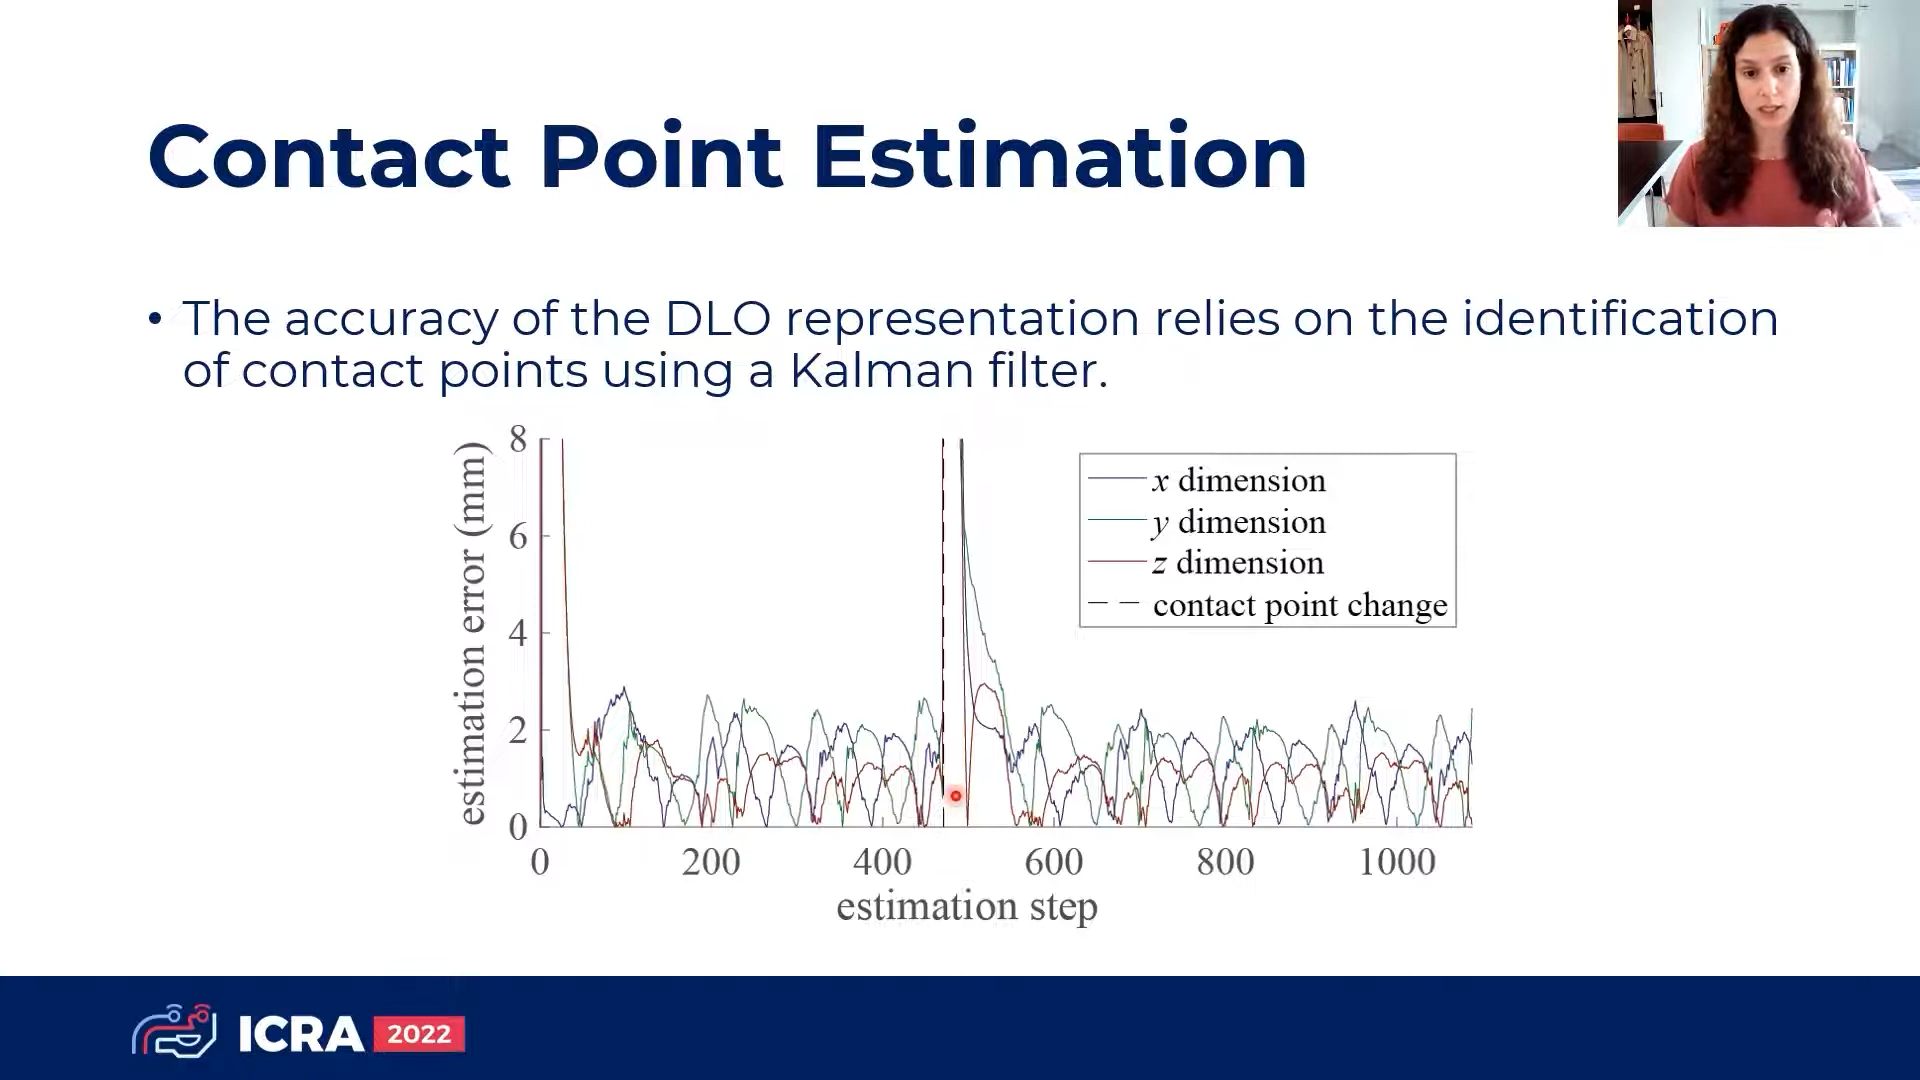 Contact Point Estimation
• The accuracy of the DLO representation relies on the identification
of contact points using a Kalman filter.
estimation error (mm)
8
6
4
2
0
x dimension
y dimension
z dimension
contact point change
0 200 400 600 800 1000
estimation step
ICRA 2022